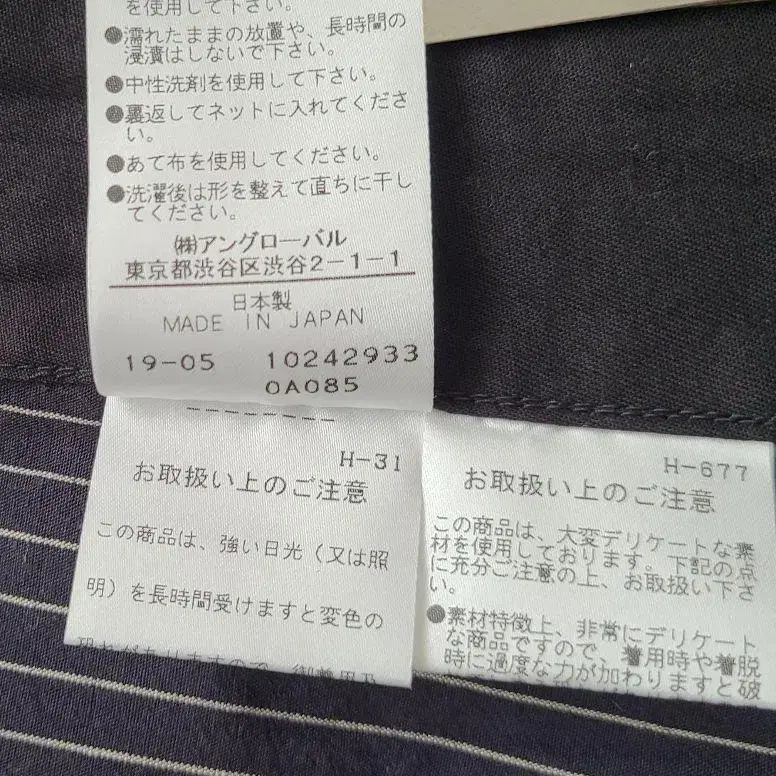 を使用して下さい。
●濡れたままの放置や、長時間の
浸漬はしないで下さい。
●中性洗剤を使用して下さい。
●裏返してネットに入れてくださ
い。
●あて布を使用してください。
●洗濯後は形を整えて直ちに干し
てください。
㈱アングローバル
東京都渋谷区渋谷2-1-1
日本製
MADE IN JAPAN
19-05 10242933
0A085
H-31
お取扱い上のご注意
この商品は、強い日光(又は照
明)を長時間受けますと変色の
H-677
お取扱い上のご注意
この商品は、大変デリケートな素
材を使用しております。下記の点
に充分ご注意の上、お取扱い下さ
い。
●素材特徴上、非常にデリケート
な商品ですので、着用時や着脱
時に過度な力が加わりますと破